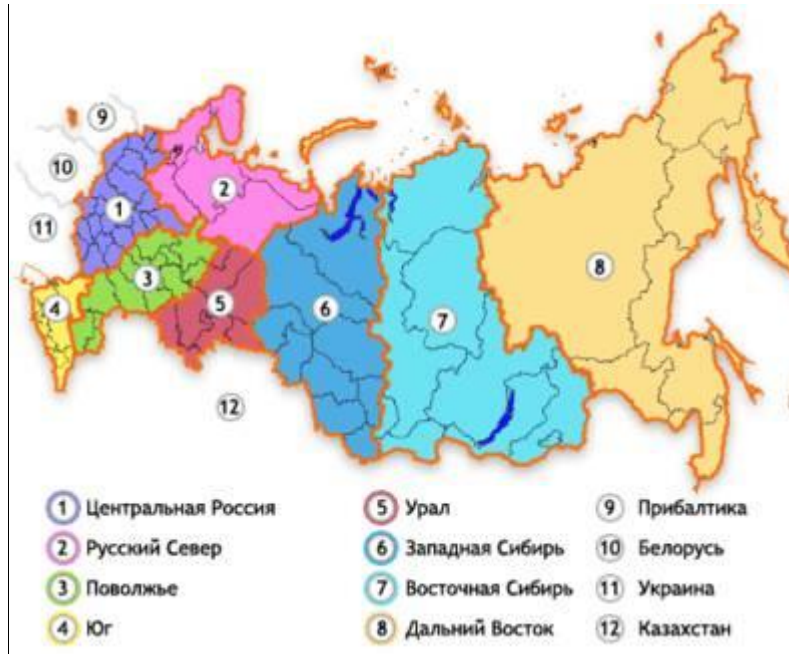 9
10
2
1
11
8
3
4
5
6
7
12
1 Центральная Россия
2 Русский Север
3 Поволжье
4 Юг
5 Урал
6 Западная Сибирь
7 Восточная Сибирь
8 Дальний Восток
9 Прибалтика
10 Белорусь
11 Украина
12 Казахстан